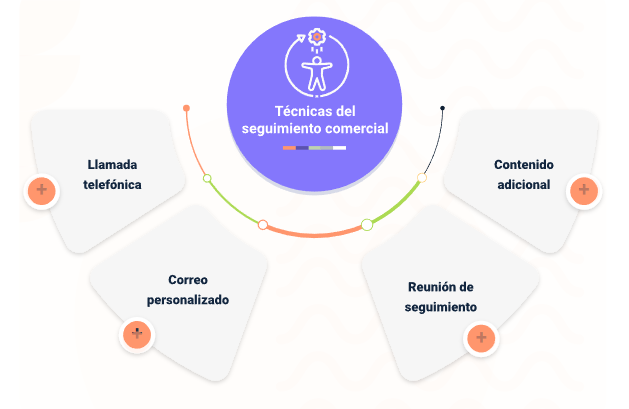 Técnicas del
seguimiento comercial
Llamada
telefónica
Correo
personalizado
Reunión de
seguimiento
Contenido
adicional